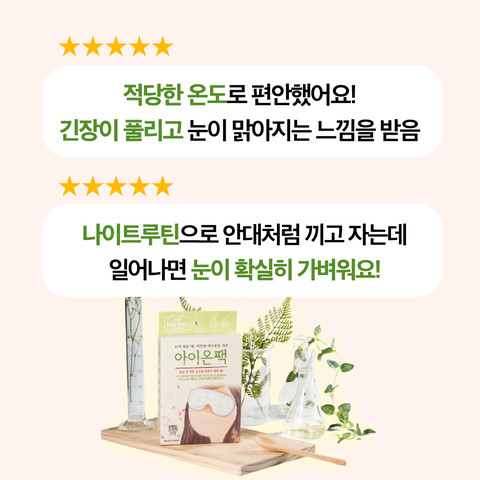 적당한 온도로 편안했어요!
긴장이 풀리고 눈이 맑아지는 느낌을 받음
나이트루틴으로 안대처럼 끼고 자는데
일어나면 눈이 확실히 가벼워요!
아이온팩